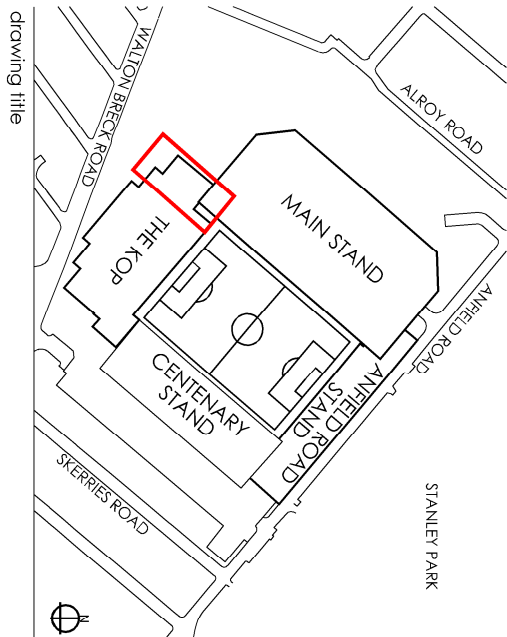 drawing title
WALTON BRECK ROAD
ALROY ROAD
MAIN STAND
THE KOP
ANFIELD ROAD
CENTENARY
STAND
ANFIELD ROAD
STAND
SKERRIES ROAD
STANLEY PARK
N